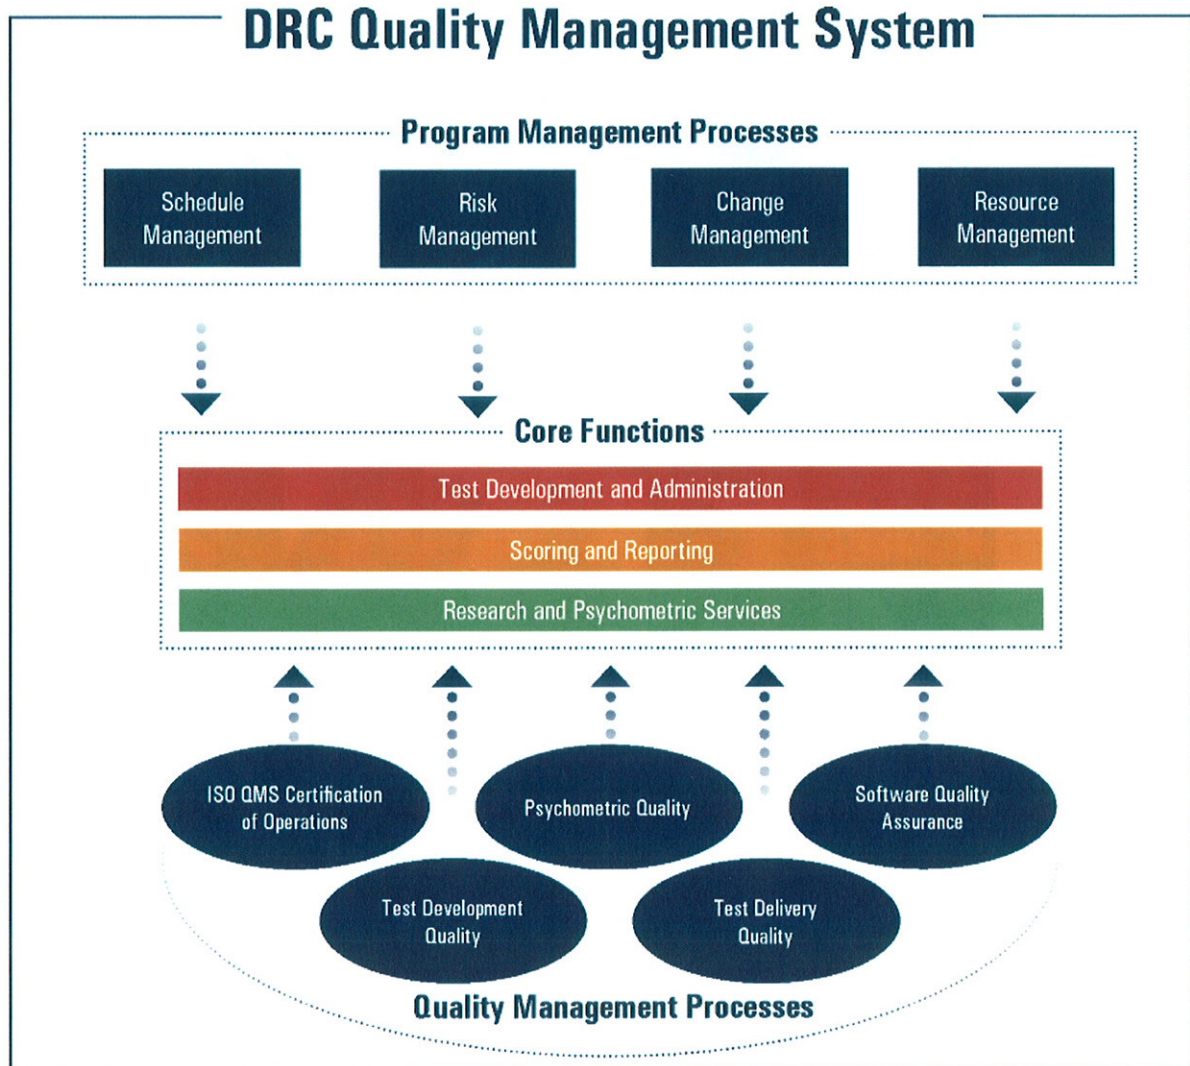 DRC Quality Management System
Program Management Processes
Schedule
Management
Risk
Management
Change
Management
Resource
Management
Core Functions
Test Development and Administration
Scoring and Reporting
Research and Psychometric Services
ISO QMS Certification
of Operations
Psychometric Quality
Software Quality
Assurance
Test Development
Quality
Test Delivery
Quality
Quality Management Processes